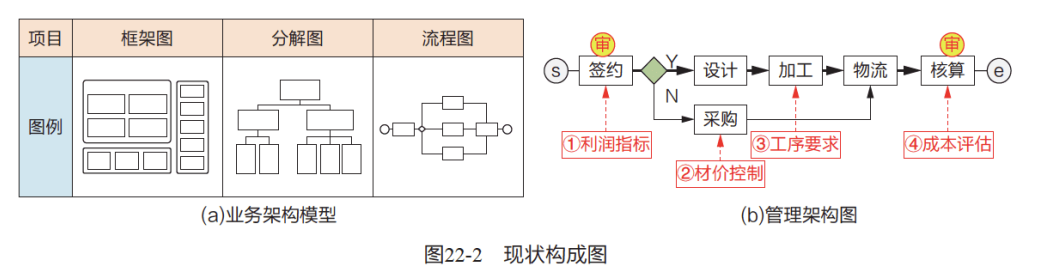 项目 框架图 分解图 流程图
图例
(a)业务架构模型
审 审
s 签约 Y 设计 加工 物流 核算 e
N
采购
①利润指标 ③工序要求 ④成本评估
②材价控制
(b)管理架构图
图22-2 现状构成图